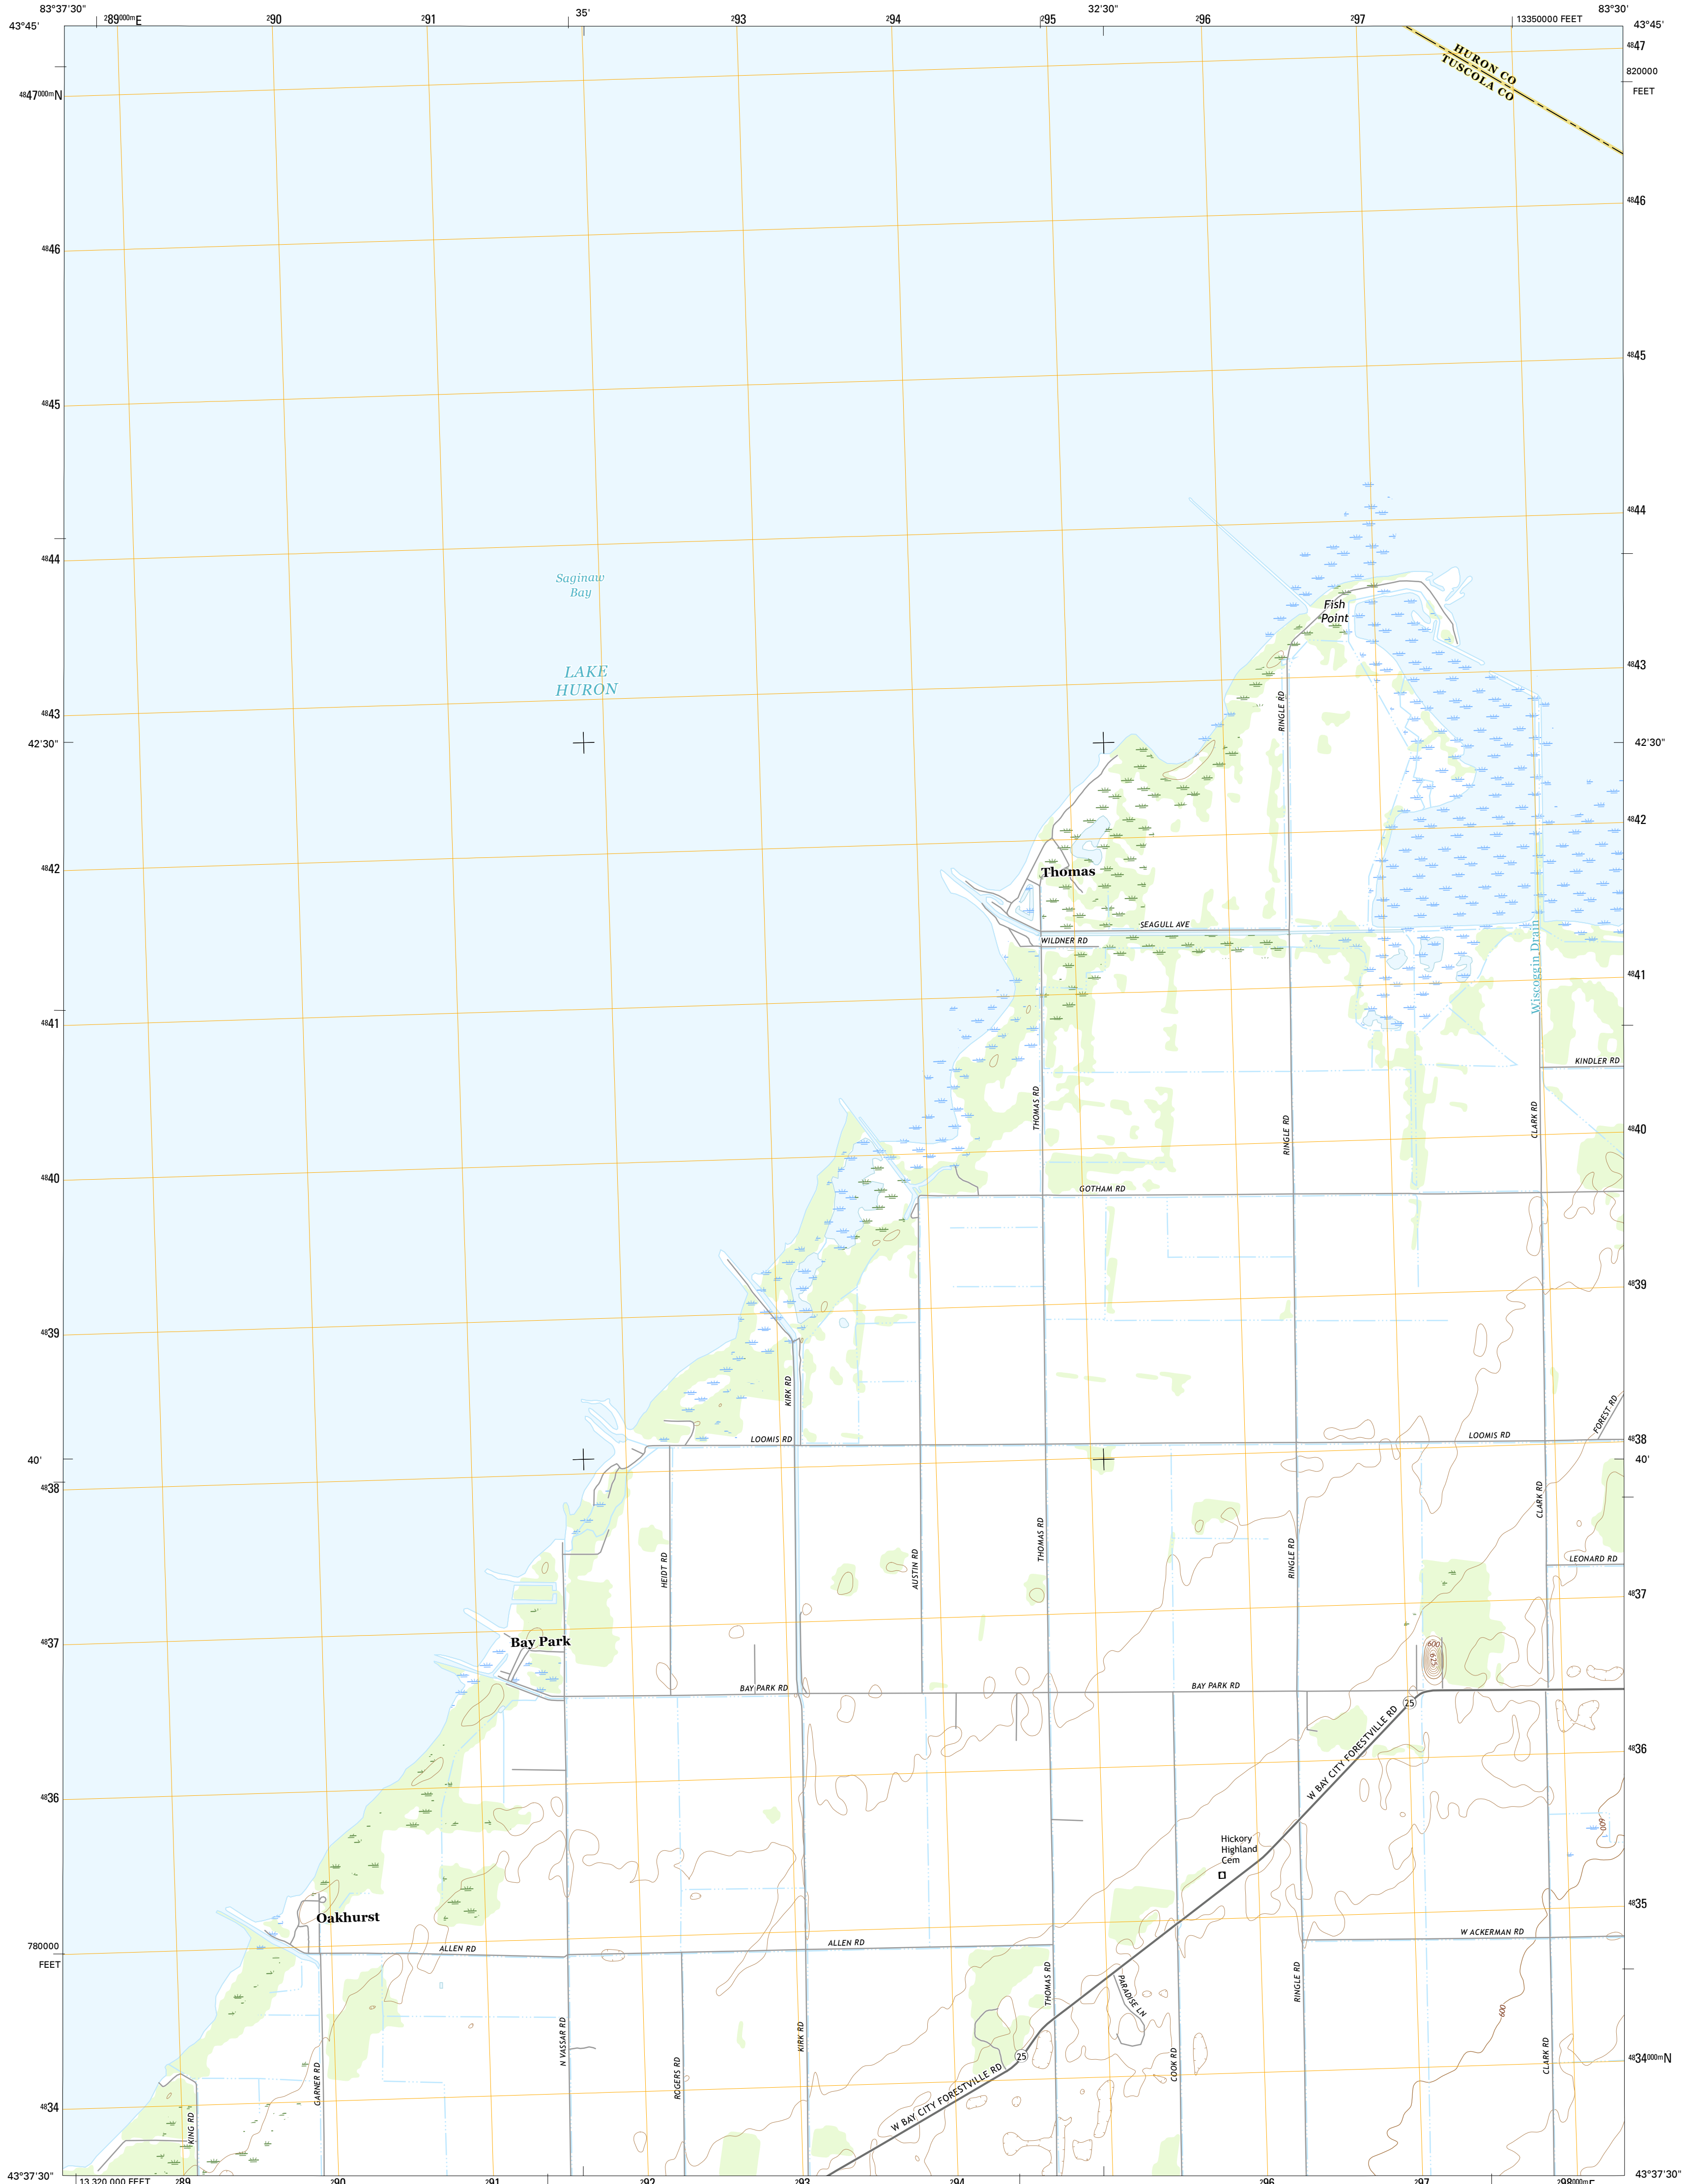 83°37'30"
²89⁰⁰⁰ᵐE
²90
²91
35'
²93
²94
²95
32'30"
²96
²97
13350000 FEET
83°30'
43°45'
43°45'
⁴⁸47
820000
FEET
⁴⁸47⁰⁰⁰ᵐN
HURON CO
TUSCOLA CO
⁴⁸46
⁴⁸46
⁴⁸45
⁴⁸45
⁴⁸44
⁴⁸44
Saginaw
Bay
Fish
Point
LAKE
HURON
⁴⁸43
⁴⁸43
RINGLE RD
42'30"
42'30"
⁴⁸42
⁴⁸42
Thomas
SEAGULL AVE
WILDNER RD
Wiscoggin Drain
⁴⁸41
⁴⁸41
KINDLER RD
THOMAS RD
RINGLE RD
CLARK RD
⁴⁸40
⁴⁸40
GOTHAM RD
⁴⁸39
⁴⁸39
KIRK RD
FOREST RD
LOOMIS RD
LOOMIS RD
⁴⁸38
40'
40'
⁴⁸38
CLARK RD
HEIDT RD
AUSTIN RD
THOMAS RD
RINGLE RD
LEONARD RD
⁴⁸37
⁴⁸37
Bay Park
600
625
BAY PARK RD
BAY PARK RD
25
W BAY CITY FORESTVILLE RD
⁴⁸36
⁴⁸36
600
Hickory
Highland
Cem
⁴⁸35
Oakhurst
780000
FEET
ALLEN RD
ALLEN RD
W ACKERMAN RD
THOMAS RD
PARADISE LN
RINGLE RD
600
N VASSAR RD
KIRK RD
25
ROGERS RD
COOK RD
CLARK RD
GARNER RD
⁴⁸34⁰⁰⁰ᵐN
W BAY CITY FORESTVILLE RD
⁴⁸34
KING RD
43°37'30"
43°37'30"
13 320 000 FEET
²89
²90
²91
²92
²93
²94
²96
²97
²98⁰⁰⁰ᵐE